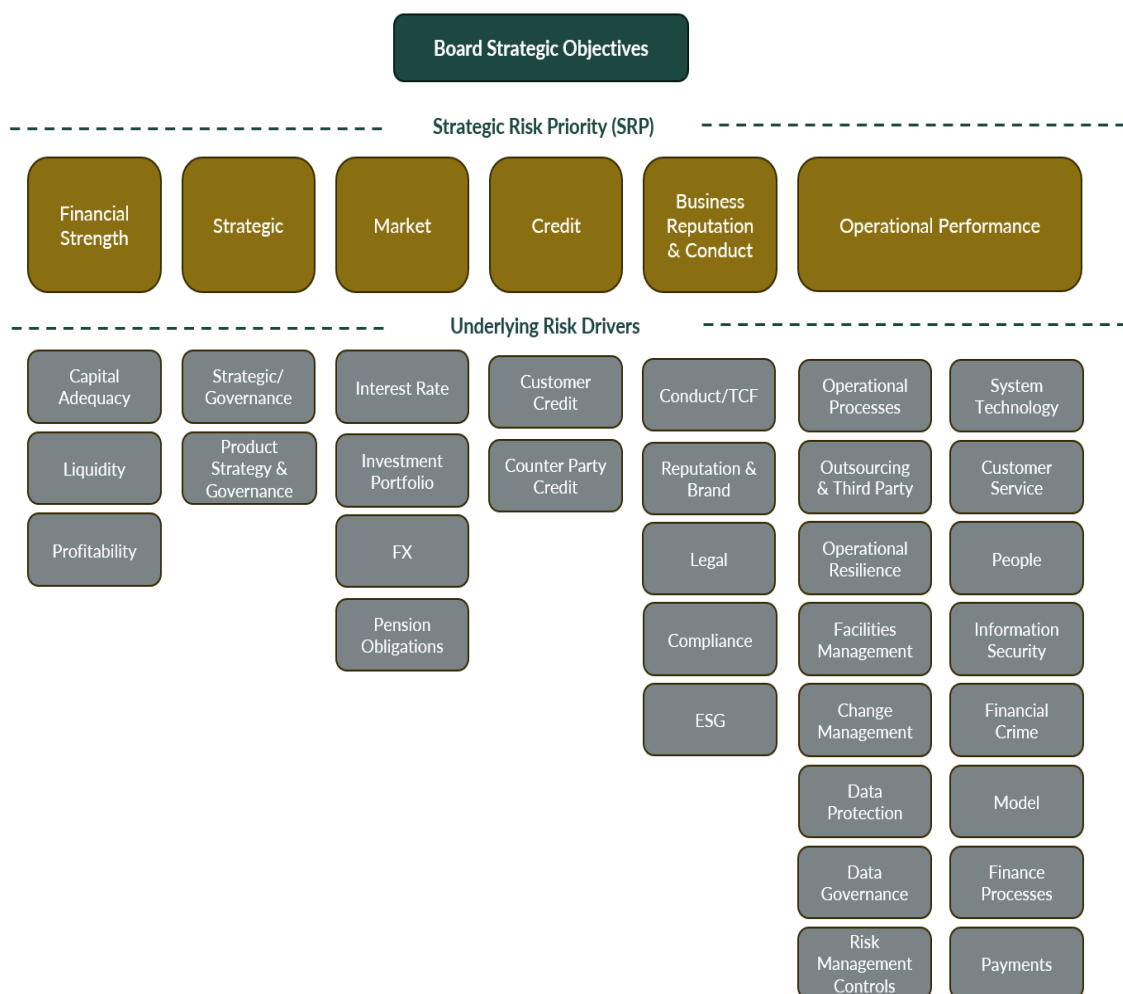 Board Strategic Objectives
Strategic Risk Priority (SRP)
Financial
Strength
Strategic
Market
Credit
Business
Reputation
& Conduct
Operational Performance
Underlying Risk Drivers
Capital
Adequacy
Liquidity
Profitability
Strategic/
Governance
Product
Strategy &
Governance
Interest Rate
Investment
Portfolio
FX
Pension
Obligations
Customer
Credit
Counter Party
Credit
Conduct/TCF
Reputation &
Brand
Legal
Compliance
ESG
Operational
Processes
Outsourcing
& Third Party
Operational
Resilience
Facilities
Management
Change
Management
Data
Protection
Data
Governance
Risk
Management
Controls
System
Technology
Customer
Service
People
Information
Security
Financial
Crime
Model
Finance
Processes
Payments